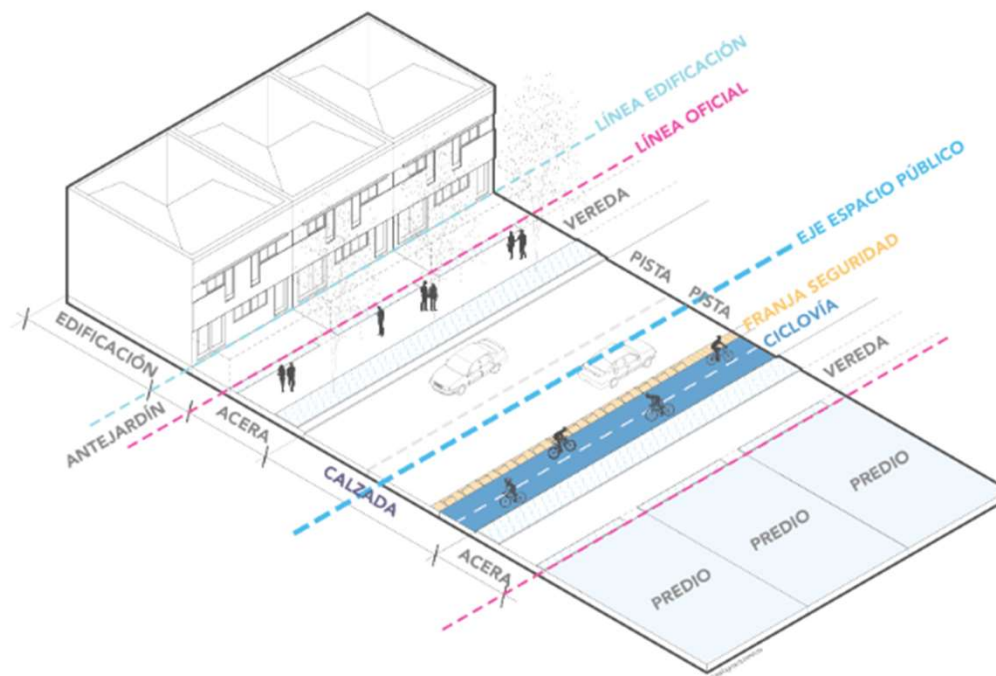 LÍNEA EDIFICACIÓN
LÍNEA OFICIAL
VEREDA
EJE ESPACIO PÚBLICO
PISTA
PISTA
FRANJA SEGURIDAD
CICLOVÍA
VEREDA
EDIFICACIÓN
ANTEJARDÍN
ACERA
CALZADA
ACERA
PREDIO
PREDIO
PREDIO